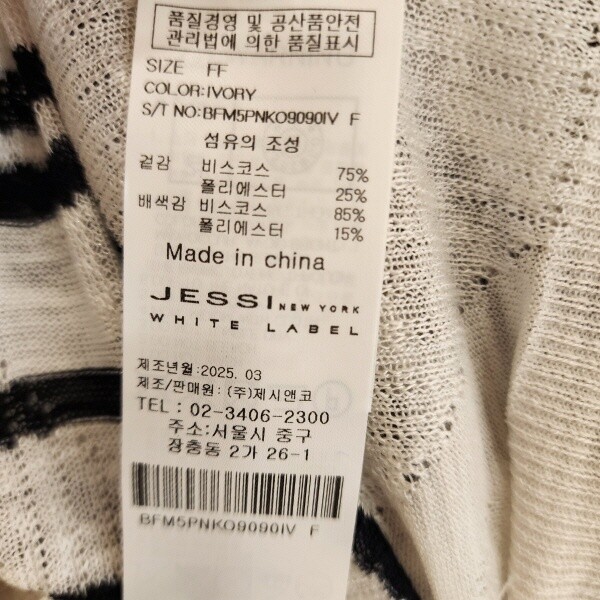 품질경영 및 공산품안전
관리법에 의한 품질표시
SIZE FF
COLOR:IVORY
S/T NO:BFM5PNKO9090IV F
섬유의 조성
겉감 비스코스 75%
폴리에스터 25%
배색감 비스코스 85%
폴리에스터 15%
Made in china
JESSI NEW YORK
WHITE LABEL
제조년월:2025. 03
제조/판매원 : (주)제시앤코
TEL : 02-3406-2300
주소:서울시 중구
장충동 2가 26-1
BFM5PNKO9090IV F